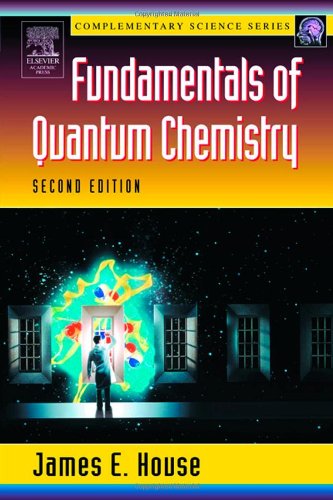 COMPLEMENTARY SCIENCE SERIES
ELSEVIER
ACADEMIC
PRESS
Fundamentals of
Quantum Chemistry
SECOND EDITION
James E. House